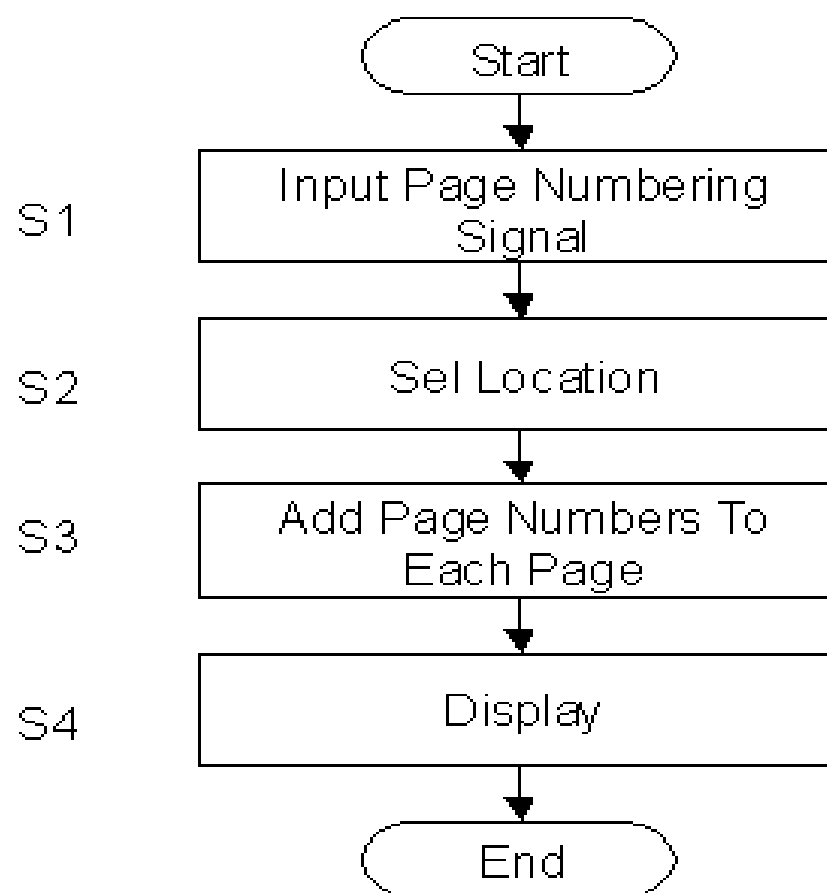 Start
S1
Input Page Numbering
Signal
S2
Sel Location
S3
Add Page Numbers To
Each Page
S4
Display
End